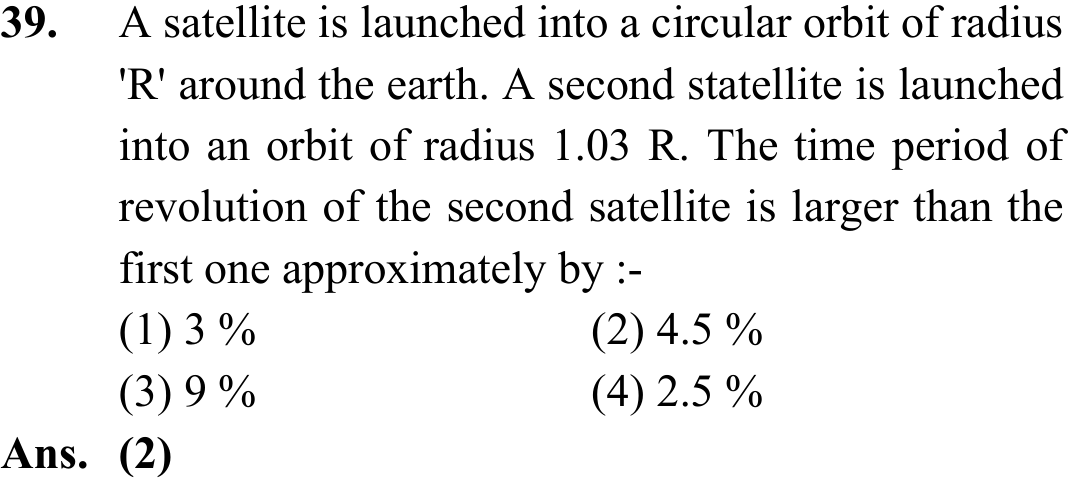 39. A satellite is launched into a circular orbit of radius
'R' around the earth. A second statellite is launched
into an orbit of radius 1.03 R. The time period of
revolution of the second satellite is larger than the
first one approximately by :-
(1) 3 % (2) 4.5 %
(3) 9 % (4) 2.5 %
Ans. (2)